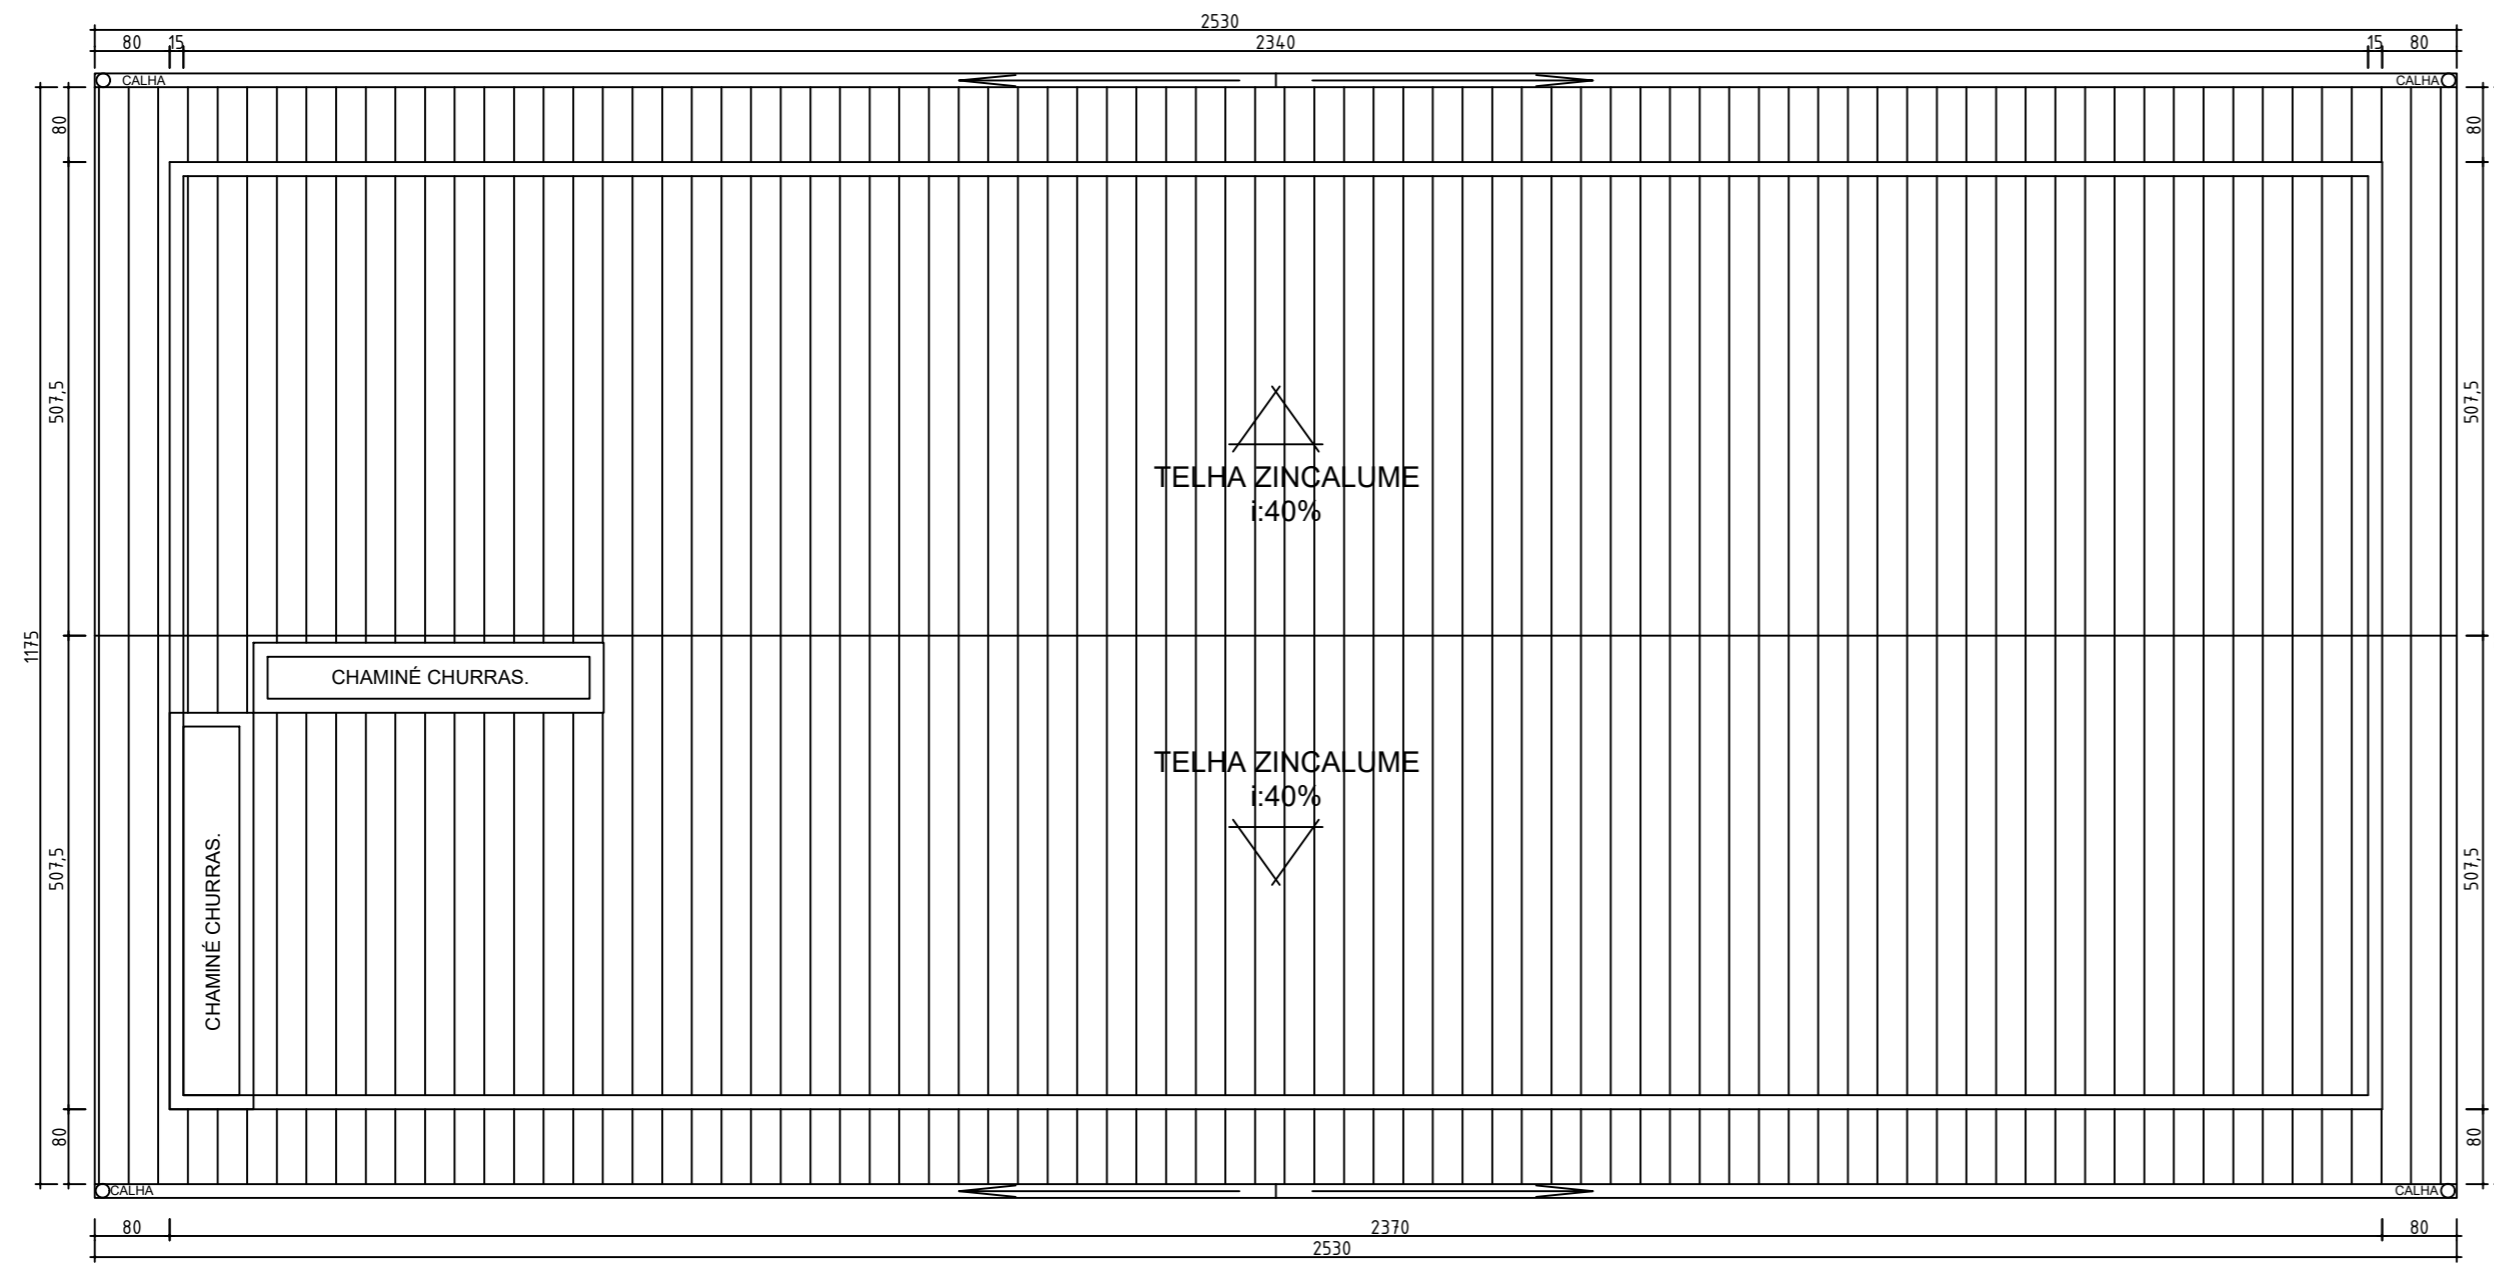 2530
80 15 2340 15 80
CALHA CALHA
80 80
507,5 507,5
TELHA ZINCALUME
i:40%
1175
CHAMINÉ CHURRAS.
TELHA ZINCALUME
i:40%
507,5 507,5
CHAMINÉ CHURRAS.
80 80
CALHA CALHA
80 2370 80
2530